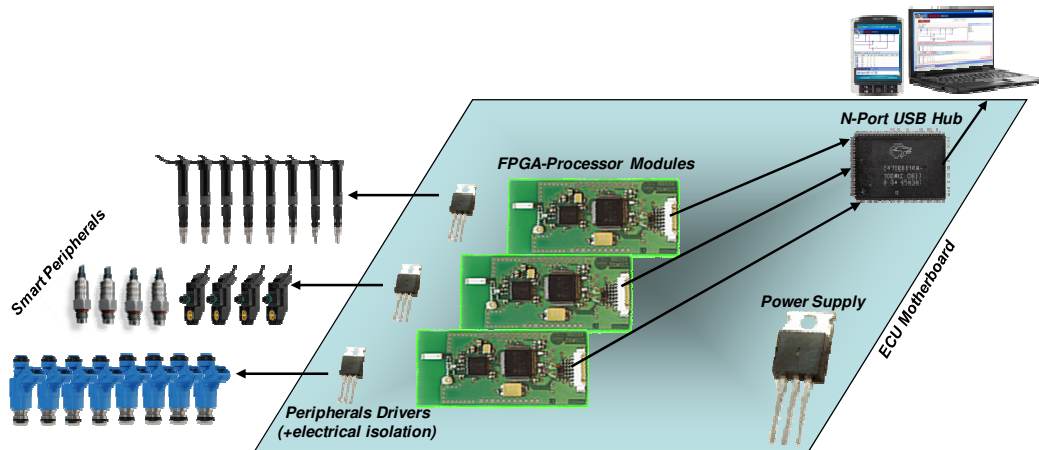 N-Port USB Hub
FPGA-Processor Modules
Smart Peripherals
Power Supply
ECU Motherboard
Peripherals Drivers
(+electrical isolation)